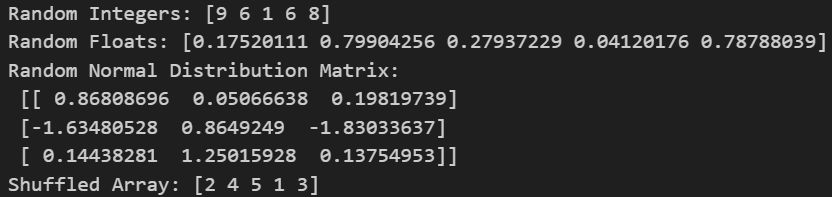 Random Integers: [9 6 1 6 8]
Random Floats: [0.17520111 0.79904256 0.27937229 0.04120176 0.78788039]
Random Normal Distribution Matrix:
 [[ 0.86808696  0.05066638  0.19819739]
 [-1.63480528  0.8649249  -1.83033637]
 [ 0.14438281  1.25015928  0.13754953]]
Shuffled Array: [2 4 5 1 3]